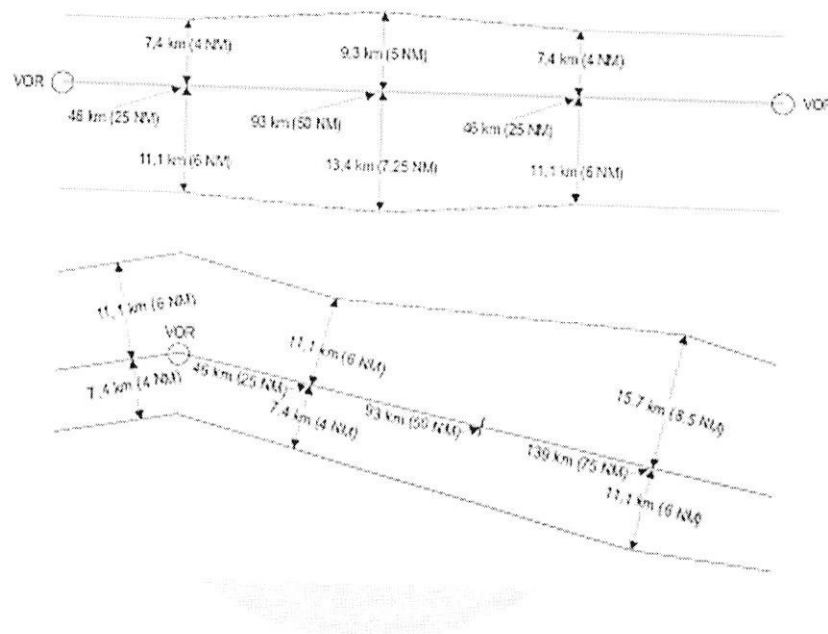 7,4 km (4 NM)
9,3 km (5 NM)
7,4 km (4 NM)
VOR
VOR
46 km (25 NM)
93 km (50 NM)
46 km (25 NM)
11,1 km (6 NM)
13,4 km (7,25 NM)
11,1 km (6 NM)
11,1 km (6 NM)
VOR
7,4 km (4 NM)
46 km (25 NM)
11,1 km (6 NM)
7,4 km (4 NM)
93 km (50 NM)
15,7 km (8,5 NM)
139 km (75 NM)
11,1 km (6 NM)